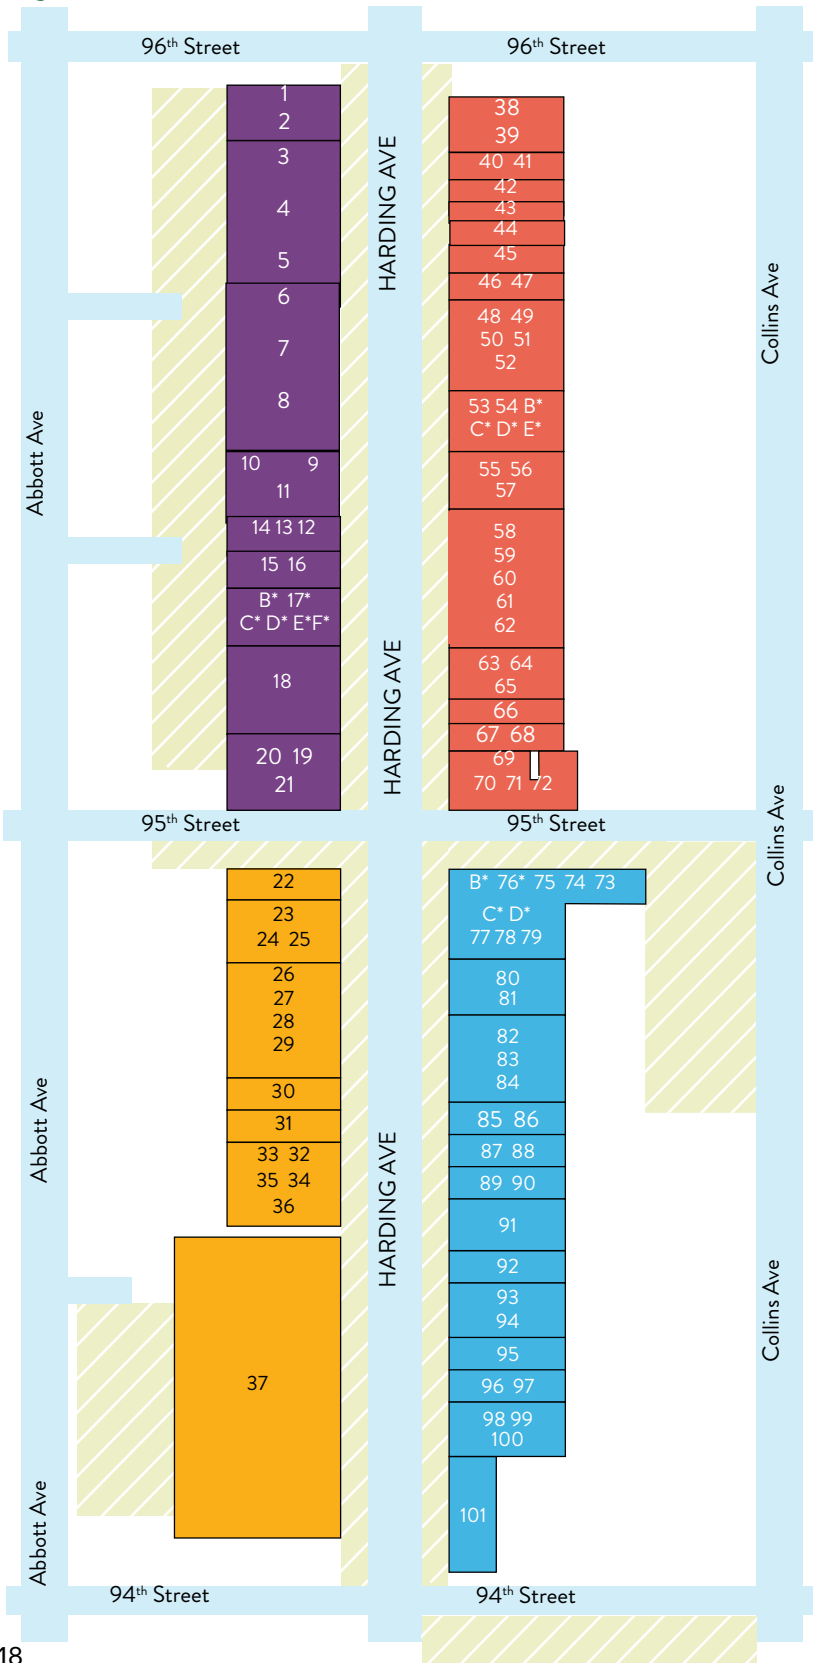 96th Street
96th Street
1
2
3
4
5
6
7
8
10 9
11
14 13 12
15 16
B* 17*
C* D* E*F*
18
20 19
21
HARDING AVE
HARDING AVE
38
39
40 41
42
43
44
45
46 47
48 49
50 51
52
53 54 B*
C* D* E*
55 56
57
58
59
60
61
62
63 64
65
66
67 68
69
70 71 72
Abbott Ave
Collins Ave
95th Street
95th Street
Collins Ave
22
23
24 25
26
27
28
29
30
31
33 32
35 34
36
37
HARDING AVE
B* 76* 75 74 73
C* D*
77 78 79
80
81
82
83
84
85 86
87 88
89 90
91
92
93
94
95
96 97
98 99
100
101
Abbott Ave
Collins Ave
Abbott Ave
94th Street
94th Street
18